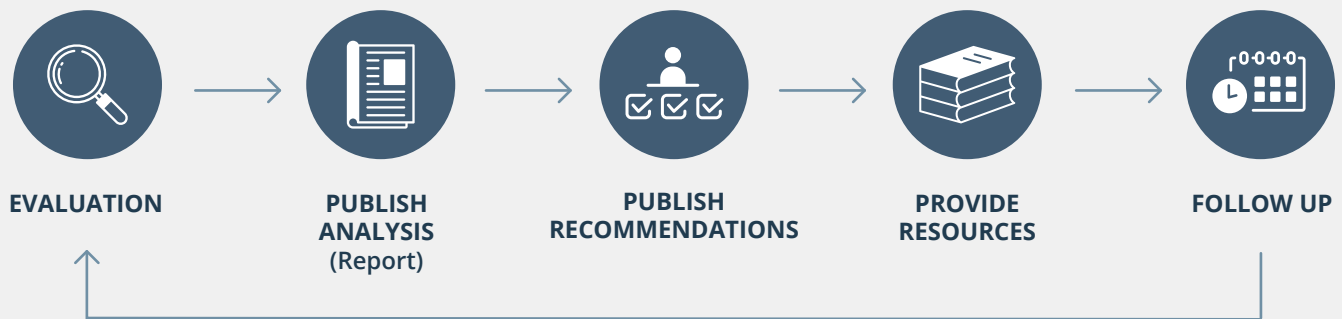 EVALUATION
PUBLISH
ANALYSIS
(Report)
PUBLISH
RECOMMENDATIONS
PROVIDE
RESOURCES
FOLLOW UP